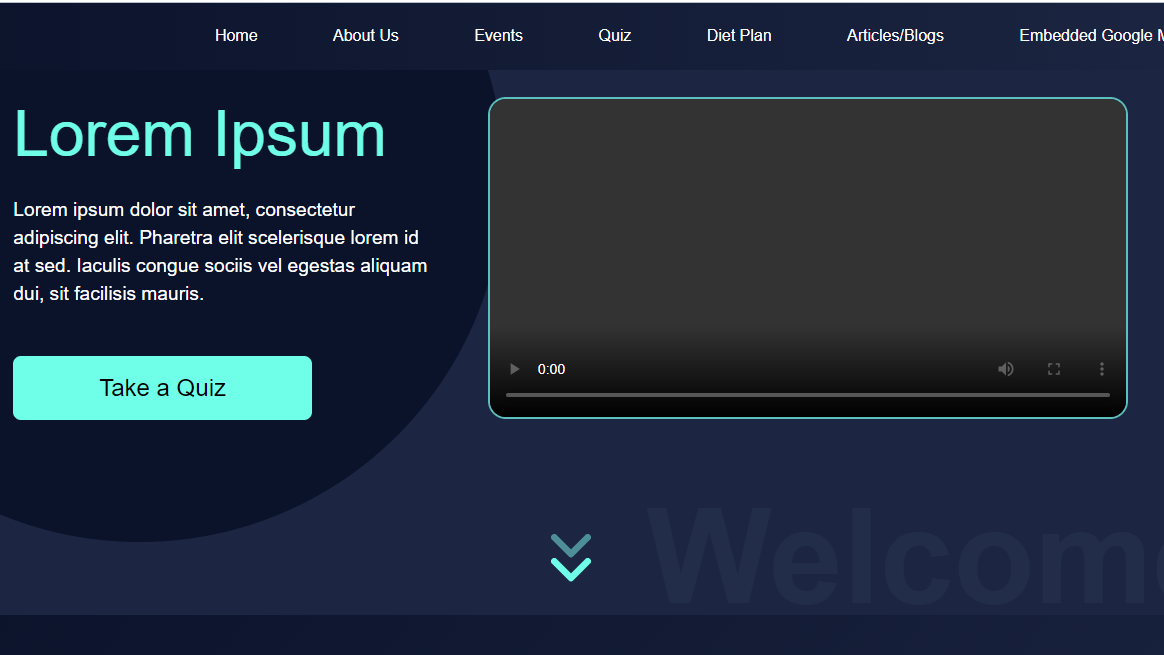 Home About Us Events Quiz Diet Plan Articles/Blogs Embedded Google M
Lorem Ipsum
Lorem ipsum dolor sit amet, consectetur
adipiscing elit. Pharetra elit scelerisque lorem id
at sed. Iaculis congue sociis vel egestas aliquam
dui, sit facilisis mauris.
0:00
Take a Quiz
Welcome